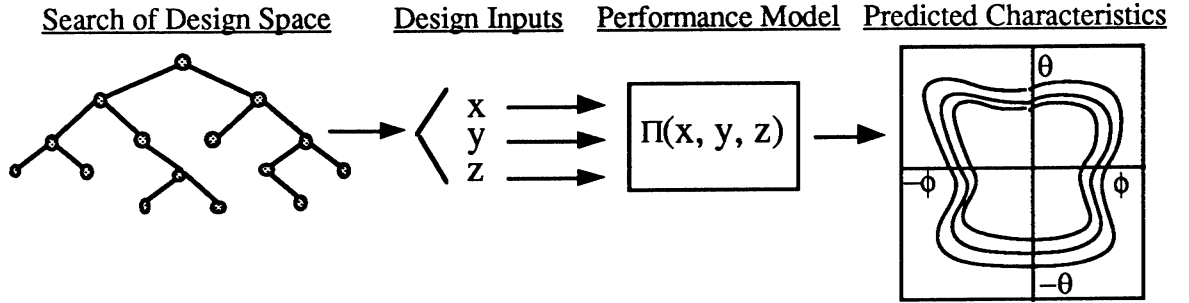 Search of Design Space
Design Inputs
Performance Model
Predicted Characteristics
x
y
z
Π(x, y, z)
θ
−ϕ
ϕ
−θ